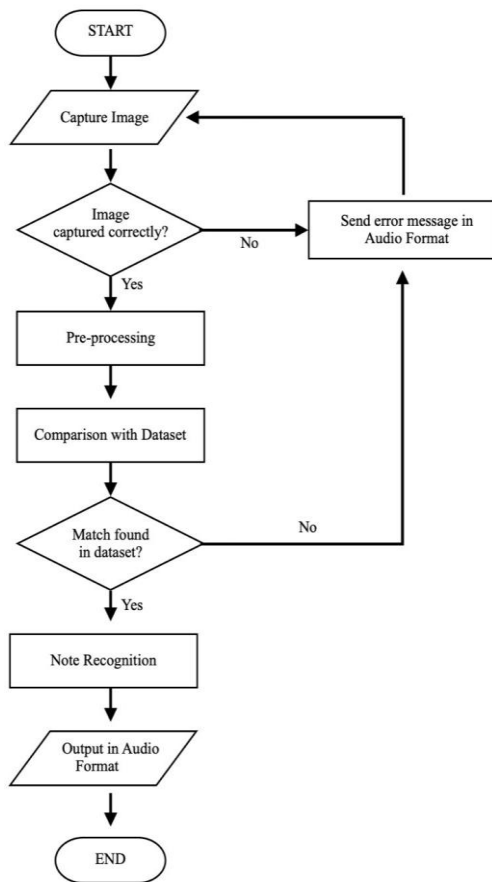 START
Capture Image
Image
captured correctly?
No
Send error message in
Audio Format
Yes
Pre-processing
Comparison with Dataset
Match found
in dataset?
No
Yes
Note Recognition
Output in Audio
Format
END